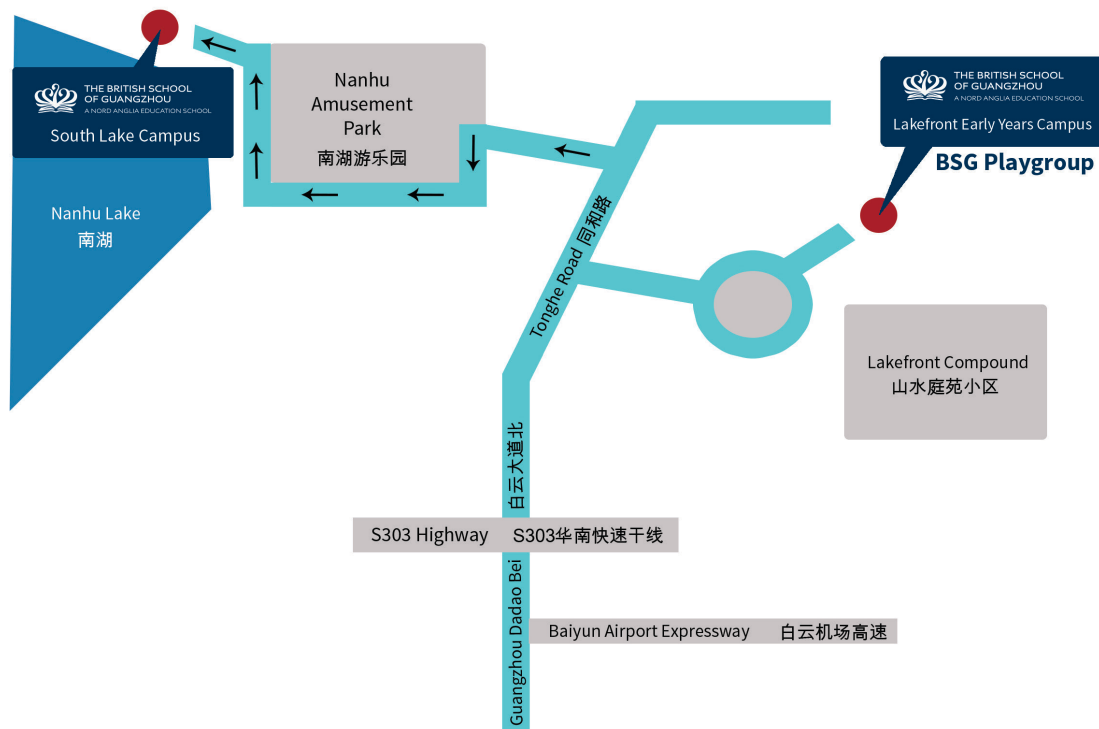 THE BRITISH SCHOOL
OF GUANGZHOU
A NORD ANGLIA EDUCATION SCHOOL
South Lake Campus
Nanhu
Amusement
Park
南湖游乐园
THE BRITISH SCHOOL
OF GUANGZHOU
A NORD ANGLIA EDUCATION SCHOOL
Lakefront Early Years Campus
BSG Playgroup
Nanhu Lake
南湖
Tonghe Road 同和路
Lakefront Compound
山水庭苑小区
白云大道北
S303 Highway S303华南快速干线
Guangzhou Dadao Bei
Baiyun Airport Expressway 白云机场高速